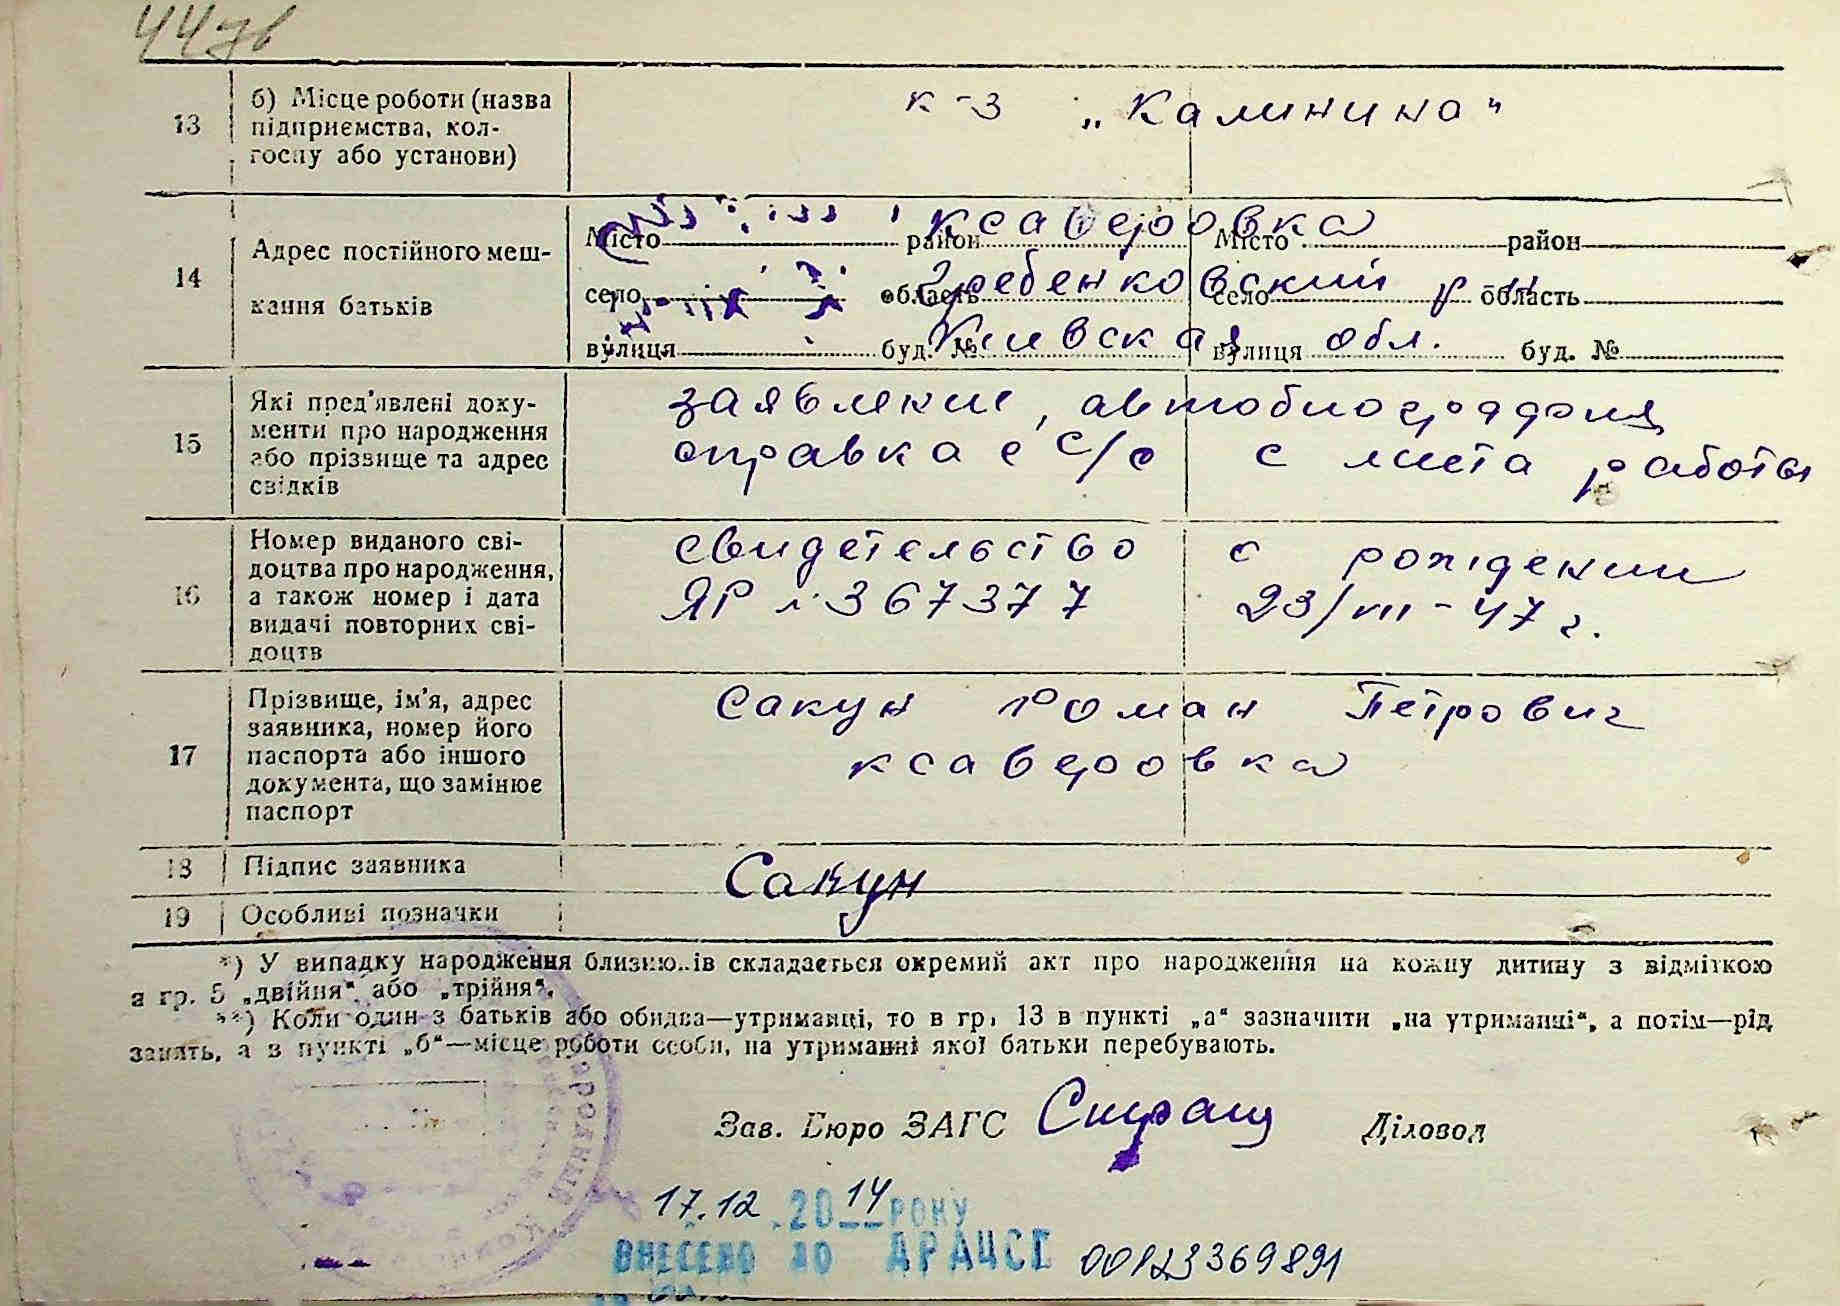 13
б) Місце роботи (назва
підприємства, кол-
госпу або установи)
к-з „Калинина"
14
Адрес постійного меш-
кання батьків
Місто район Місто район
село область село область
вулиця буд. № вулиця буд. №
Ксаверовка
Гребенковский р-н
Киевская обл.
15
Які пред'явлені доку-
менти про народження
або прізвище та адрес
свідків
заявление, автобиография
справка с с/с с места работы
16
Номер виданого сві-
доцтва про народження,
а також номер і дата
видачі повторних сві-
доцтв
свидетельство о рождении
ЯР № 367377 23/VII-47 г.
17
Прізвище, ім'я, адрес
заявника, номер його
паспорта або іншого
документа, що замінює
паспорт
Сакун Роман Петрович
Ксаверовка
18
Підпис заявника
Сакун
19
Особливі позначки
*) У випадку народження близнюків складається окремий акт про народження на кожну дитину з відміткою
в гр. 5 „двійня" або „трійня".
**) Коли один з батьків або обидва—утриманці, то в гр. 13 в пункті „а" зазначити „на утриманні", а потім—рід
занять, а в пункті „б"—місце роботи особи, на утриманні якої батьки перебувають.
Зав. Бюро ЗАГС Діловод
17.12.2014 РОКУ
ВНЕСЕНО ДО ДРАЦСГ 00123369891